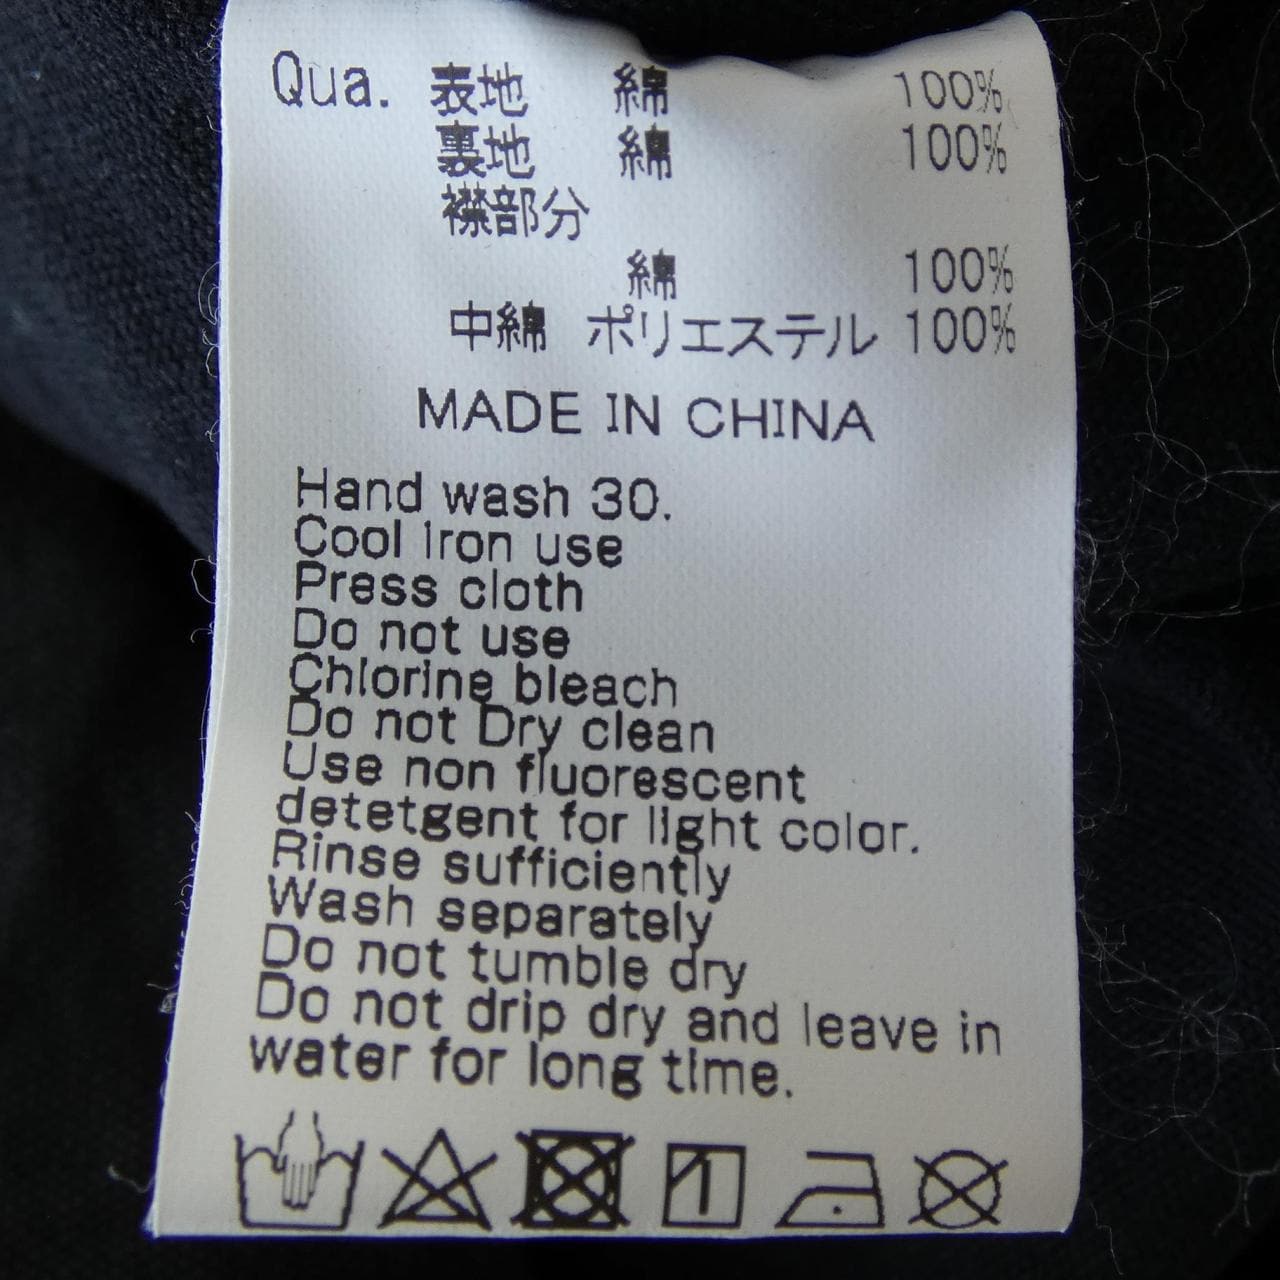 Qua. 表地 綿 100%
裏地 綿 100%
襟部分
綿 100%
中綿 ポリエステル 100%
MADE IN CHINA
Hand wash 30.
Cool iron use
Press cloth
Do not use
Chlorine bleach
Do not Dry clean
Use non fluorescent
detetgent for light color.
Rinse sufficiently
Wash separately
Do not tumble dry
Do not drip dry and leave in
water for long time.